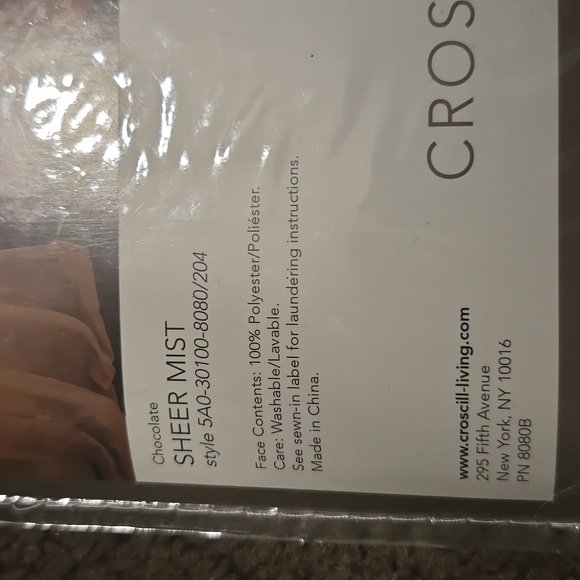 Chocolate
SHEER MIST
style 5A0-30100-8080/204
Face Contents: 100% Polyester/Poliéster.
Care: Washable/Lavable.
See sewn-in label for laundering instructions.
Made in China.
CROS
www.croscill-living.com
295 Fifth Avenue
New York, NY 10016
PN 8080B